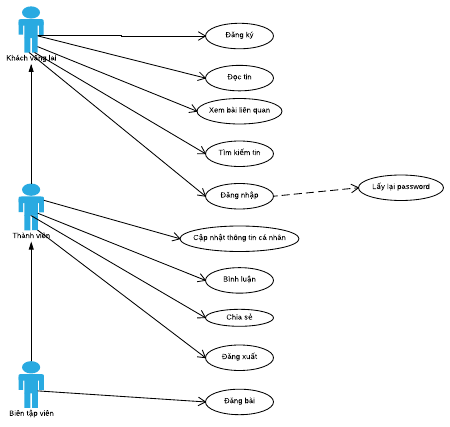 Khách vãng lai
Đăng ký
Đọc tin
Xem bài liên quan
Tìm kiếm tin
Đăng nhập
Lấy lại password
Thành viên
Cập nhật thông tin cá nhân
Bình luận
Chia sẻ
Đăng xuất
Biên tập viên
Đăng bài